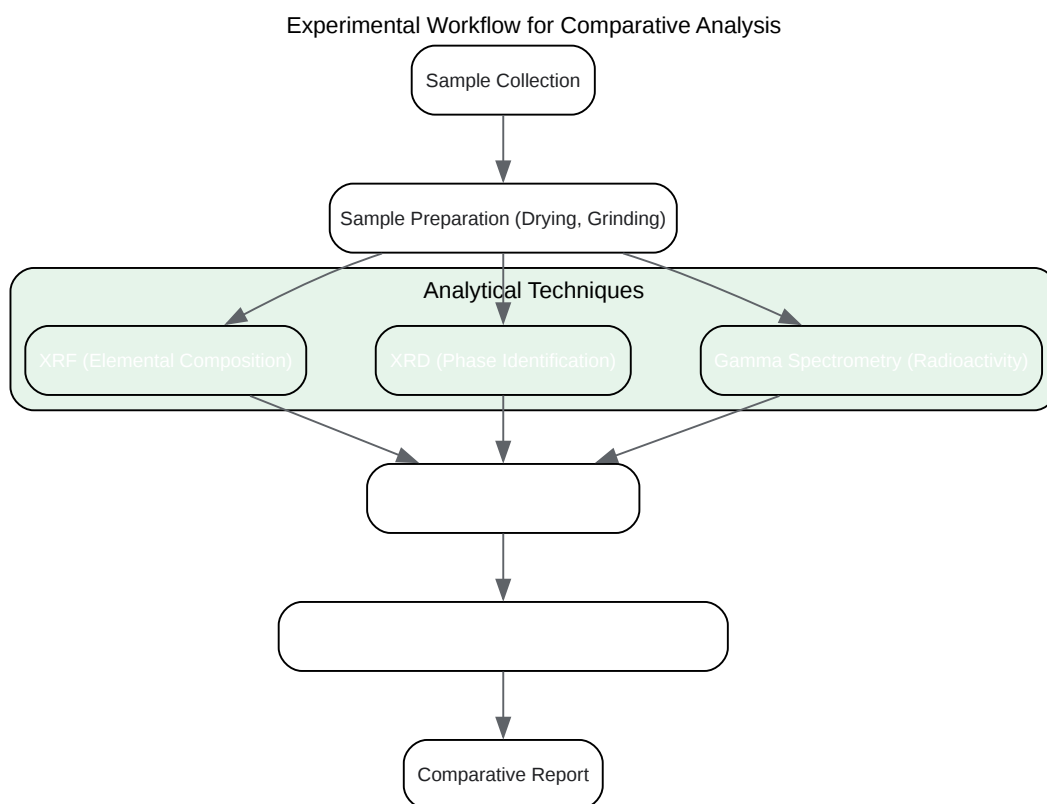 Experimental Workflow for Comparative Analysis
Sample Collection
Sample Preparation (Drying, Grinding)
Analytical Techniques
XRF (Elemental Composition)
XRD (Phase Identification)
Gamma Spectrometry (Radioactivity)
Comparative Report